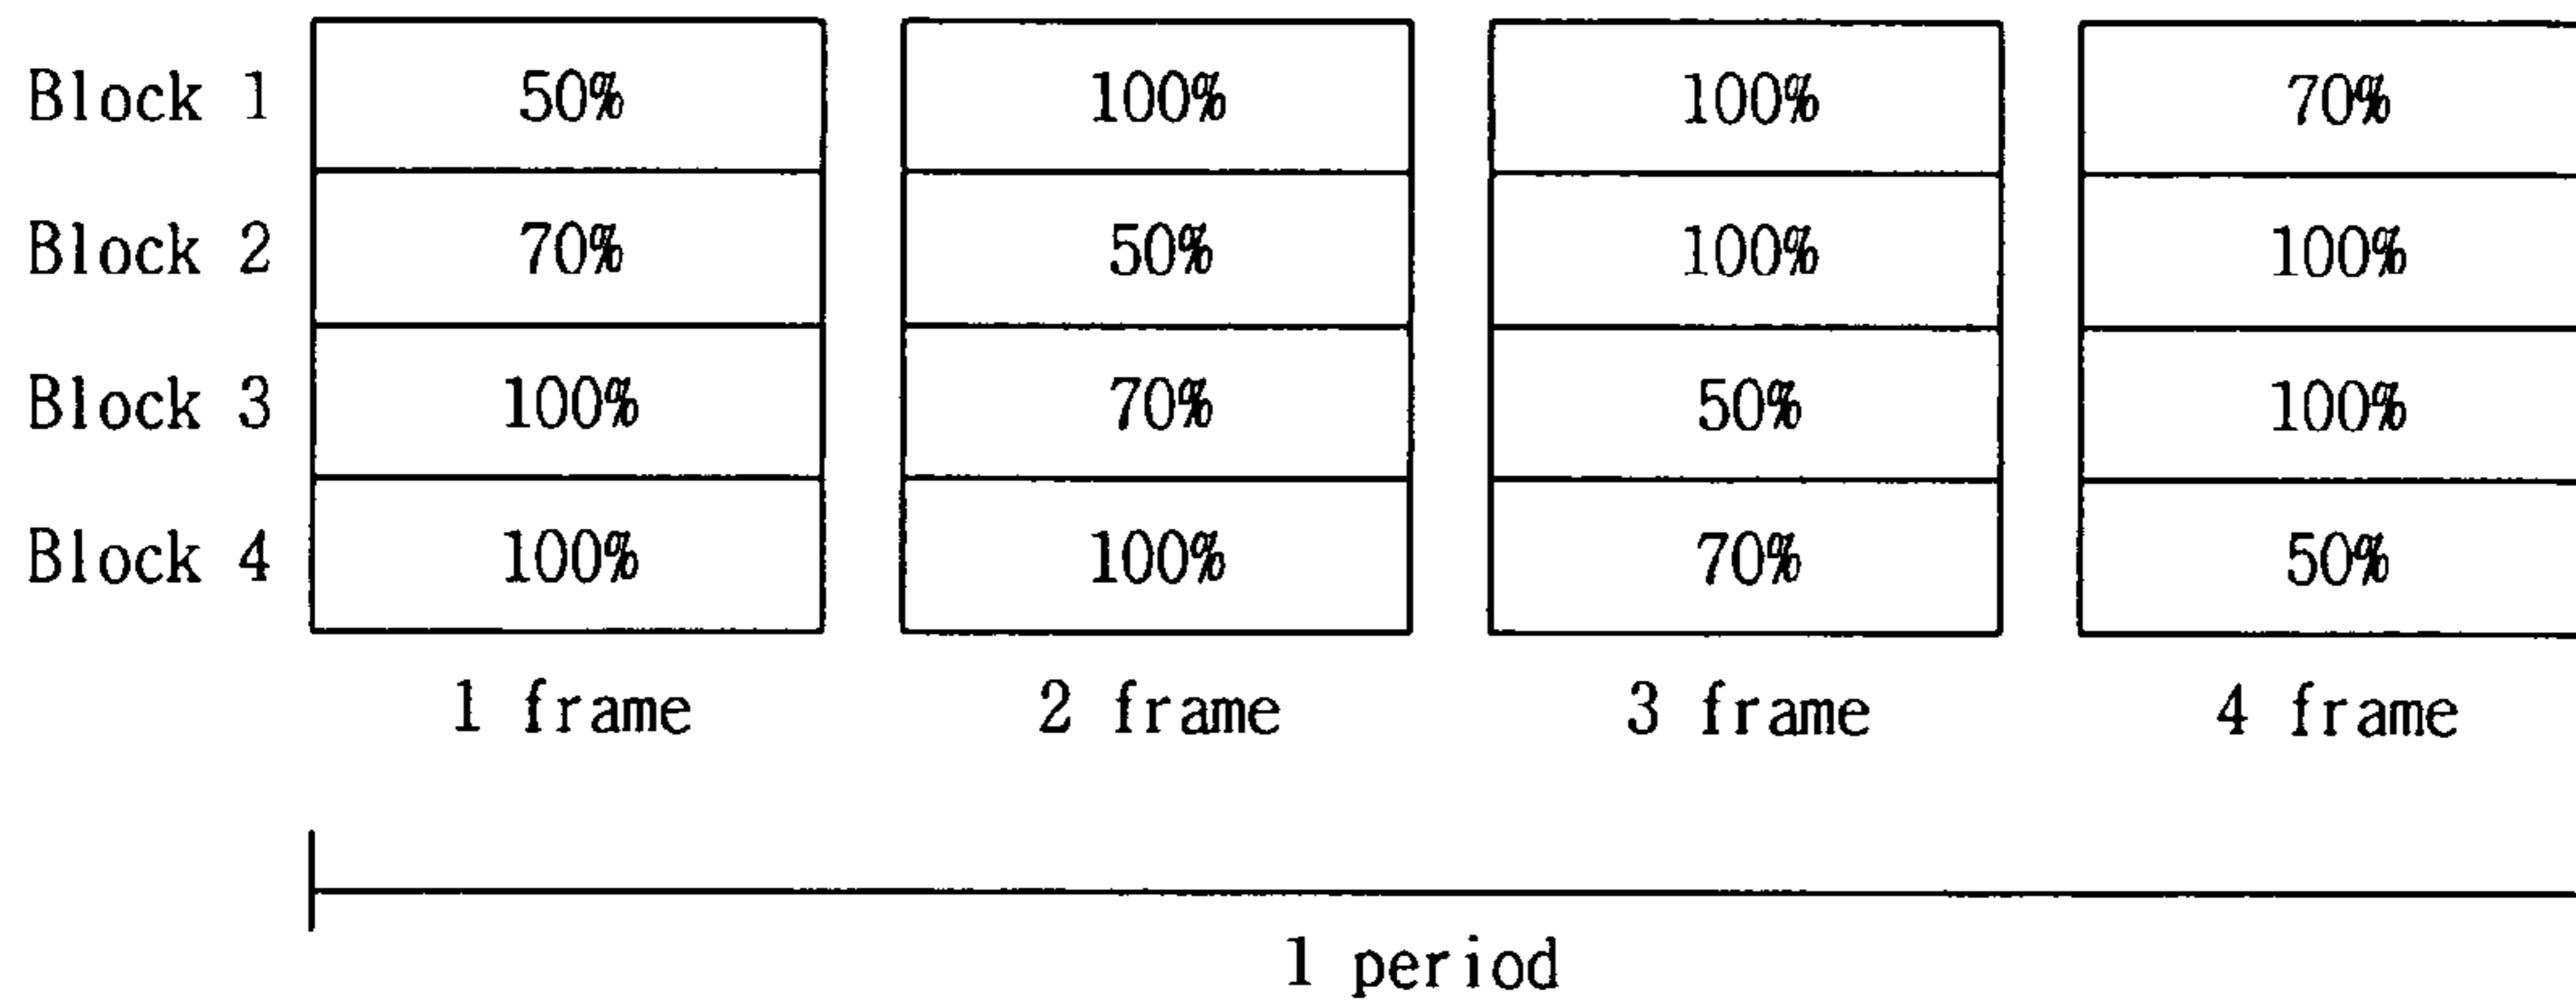 Block 1 50% 100% 100% 70%
Block 2 70% 50% 100% 100%
Block 3 100% 70% 50% 100%
Block 4 100% 100% 70% 50%
1 frame 2 frame 3 frame 4 frame
1 period